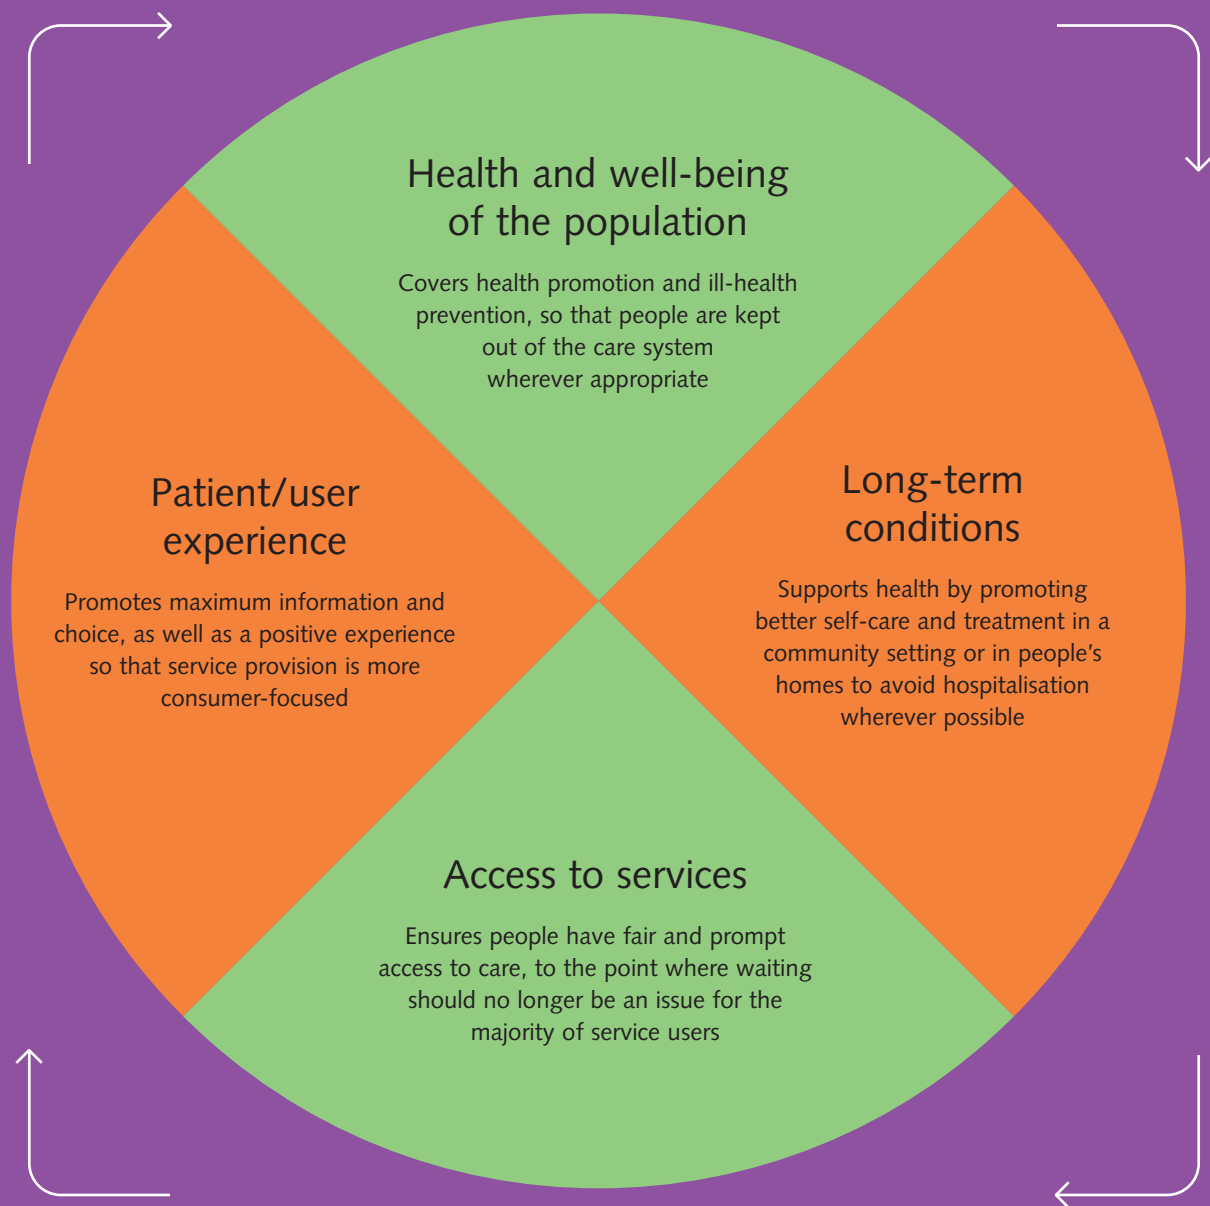 Health and well-being
of the population
Covers health promotion and ill-health
prevention, so that people are kept
out of the care system
wherever appropriate
Patient/user
experience
Promotes maximum information and
choice, as well as a positive experience
so that service provision is more
consumer-focused
Long-term
conditions
Supports health by promoting
better self-care and treatment in a
community setting or in people’s
homes to avoid hospitalisation
wherever possible
Access to services
Ensures people have fair and prompt
access to care, to the point where waiting
should no longer be an issue for the
majority of service users